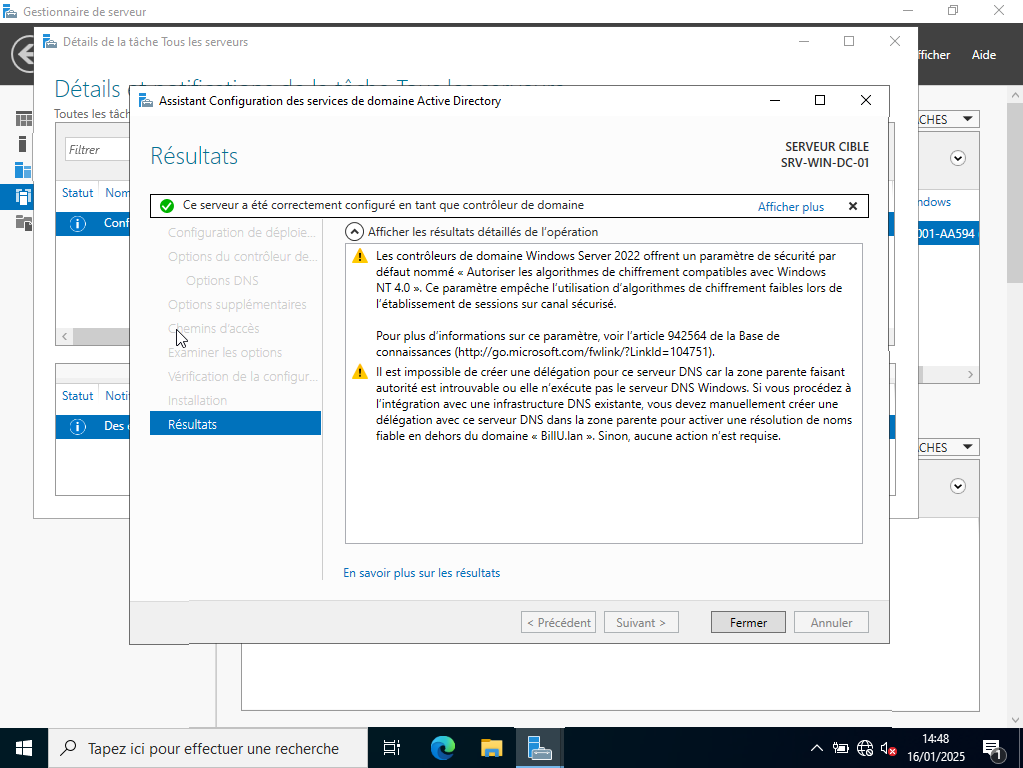 Gestionnaire de serveur
Détails de la tâche Tous les serveurs
Afficher Aide
Détails et notifications de la tâche Tous les serveurs
Toutes les tâch
Assistant Configuration des services de domaine Active Directory
CHES
Filtrer
Résultats
SERVEUR CIBLE
SRV-WIN-DC-01
Statut Nom
ndows
Ce serveur a été correctement configuré en tant que contrôleur de domaine Afficher plus
Conf
001-AA594
Configuration de déploie...
Options du contrôleur de...
Options DNS
Options supplémentaires
Chemins d'accès
Examiner les options
Vérification de la configur...
Installation
Résultats
Afficher les résultats détaillés de l'opération
Les contrôleurs de domaine Windows Server 2022 offrent un paramètre de sécurité par
défaut nommé « Autoriser les algorithmes de chiffrement compatibles avec Windows
NT 4.0 ». Ce paramètre empêche l'utilisation d'algorithmes de chiffrement faibles lors de
l'établissement de sessions sur canal sécurisé.
Pour plus d'informations sur ce paramètre, voir l'article 942564 de la Base de
connaissances (http://go.microsoft.com/fwlink/?LinkId=104751).
Il est impossible de créer une délégation pour ce serveur DNS car la zone parente faisant
autorité est introuvable ou elle n'exécute pas le serveur DNS Windows. Si vous procédez à
l'intégration avec une infrastructure DNS existante, vous devez manuellement créer une
délégation avec ce serveur DNS dans la zone parente pour activer une résolution de noms
fiable en dehors du domaine « BillU.lan ». Sinon, aucune action n'est requise.
Statut Noti
Des
CHES
En savoir plus sur les résultats
< Précédent Suivant > Fermer Annuler
Tapez ici pour effectuer une recherche
14:48
16/01/2025
1